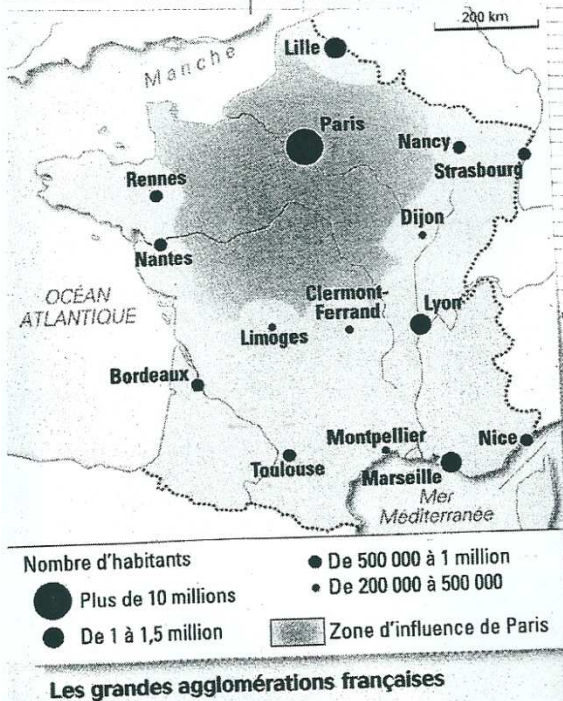 200 km
Lille
Manche
Paris
Nancy
Strasbourg
Rennes
Dijon
Nantes
OCÉAN
ATLANTIQUE
Clermont-
Ferrand
Lyon
Limoges
Bordeaux
Montpellier
Nice
Toulouse
Marseille
Mer
Méditerranée
Nombre d'habitants
Plus de 10 millions
De 1 à 1,5 million
De 500 000 à 1 million
De 200 000 à 500 000
Zone d'influence de Paris
Les grandes agglomérations françaises